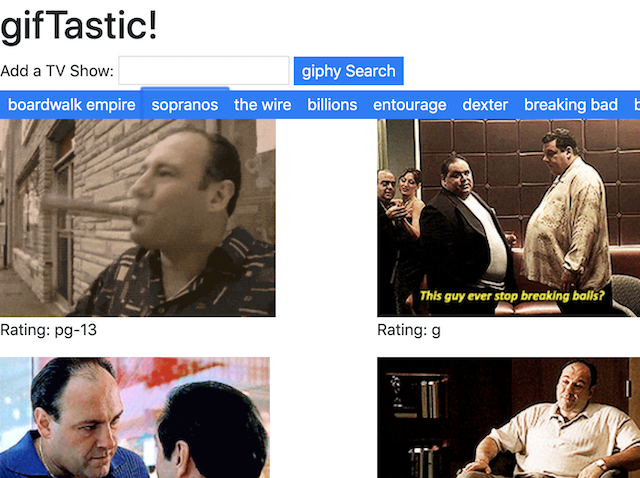 gifTastic!
Add a TV Show: giphy Search
boardwalk empire sopranos the wire billions entourage dexter breaking bad
This guy ever stop breaking balls?
Rating: pg-13 Rating: g